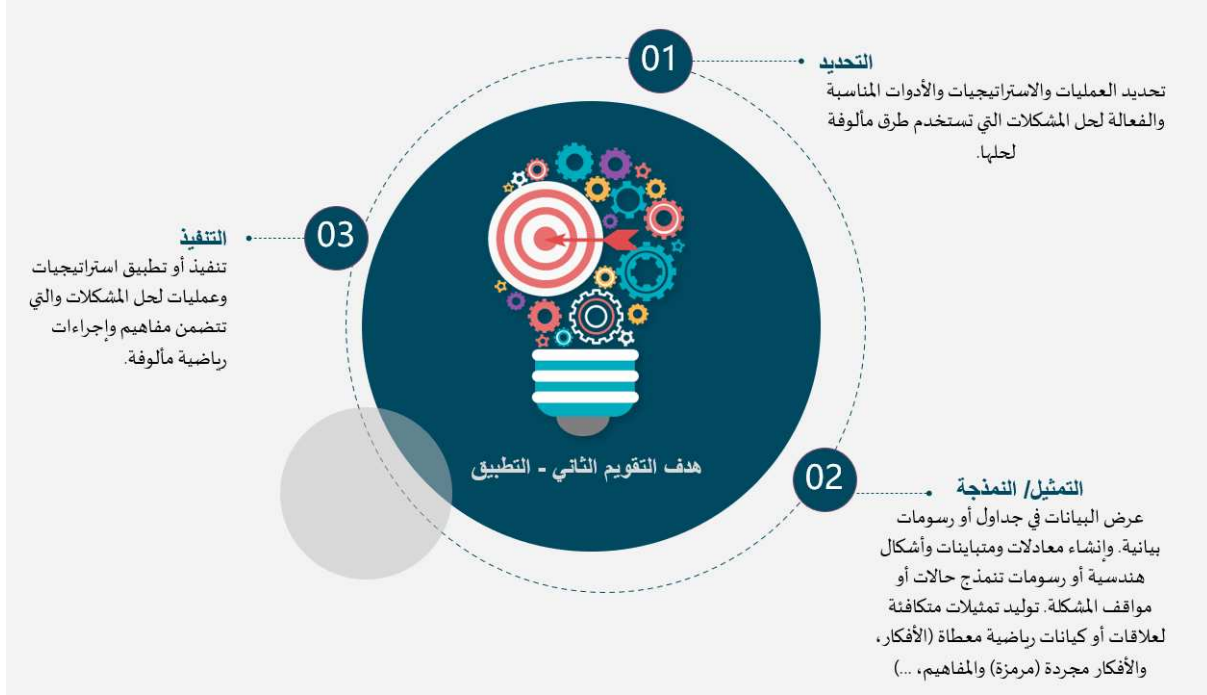 01
التحديد
تحديد العمليات والاستراتيجيات والأدوات المناسبة
والفعالة لحل المشكلات التي تستخدم طرق مألوفة
لحلها.
02
التمثيل/ النمذجة
عرض البيانات في جداول أو رسومات
بيانية. وإنشاء معادلات ومتباينات وأشكال
هندسية أو رسومات تنمذج حالات أو
مواقف المشكلة. توليد تمثيلات متكافئة
لعلاقات أو كيانات رياضية معطاة (الأفكار،
والأفكار مجردة (مرمزة) والمفاهيم، ...)
03
التنفيذ
تنفيذ أو تطبيق استراتيجيات
وعمليات لحل المشكلات والتي
تتضمن مفاهيم وإجراءات
رياضية مألوفة.
هدف التقويم الثاني - التطبيق